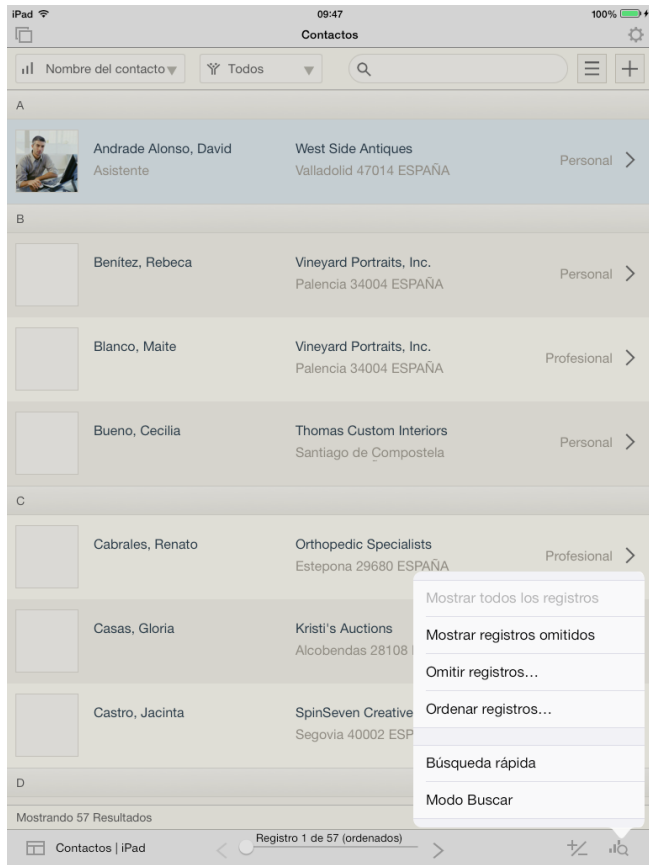 iPad 09:47 100%
Contactos
Nombre del contacto Todos
A
Andrade Alonso, David West Side Antiques
Asistente Valladolid 47014 ESPAÑA Personal
B
Benítez, Rebeca Vineyard Portraits, Inc.
Palencia 34004 ESPAÑA Personal
Blanco, Maite Vineyard Portraits, Inc.
Palencia 34004 ESPAÑA Profesional
Bueno, Cecilia Thomas Custom Interiors
Santiago de Compostela Personal
C
Cabrales, Renato Orthopedic Specialists
Estepona 29680 ESPAÑA Profesional
Casas, Gloria Kristi's Auctions
Alcobendas 28108
Castro, Jacinta SpinSeven Creative
Segovia 40002 ESP
D
Mostrar todos los registros
Mostrar registros omitidos
Omitir registros...
Ordenar registros...
Búsqueda rápida
Modo Buscar
Mostrando 57 Resultados
Contactos | iPad Registro 1 de 57 (ordenados)